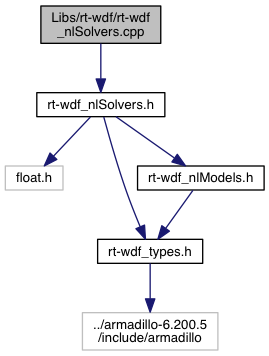 Libs/rt-wdf/rt-wdf
_nlSolvers.cpp
rt-wdf_nlSolvers.h
float.h
rt-wdf_nlModels.h
rt-wdf_types.h
../armadillo-6.200.5
/include/armadillo